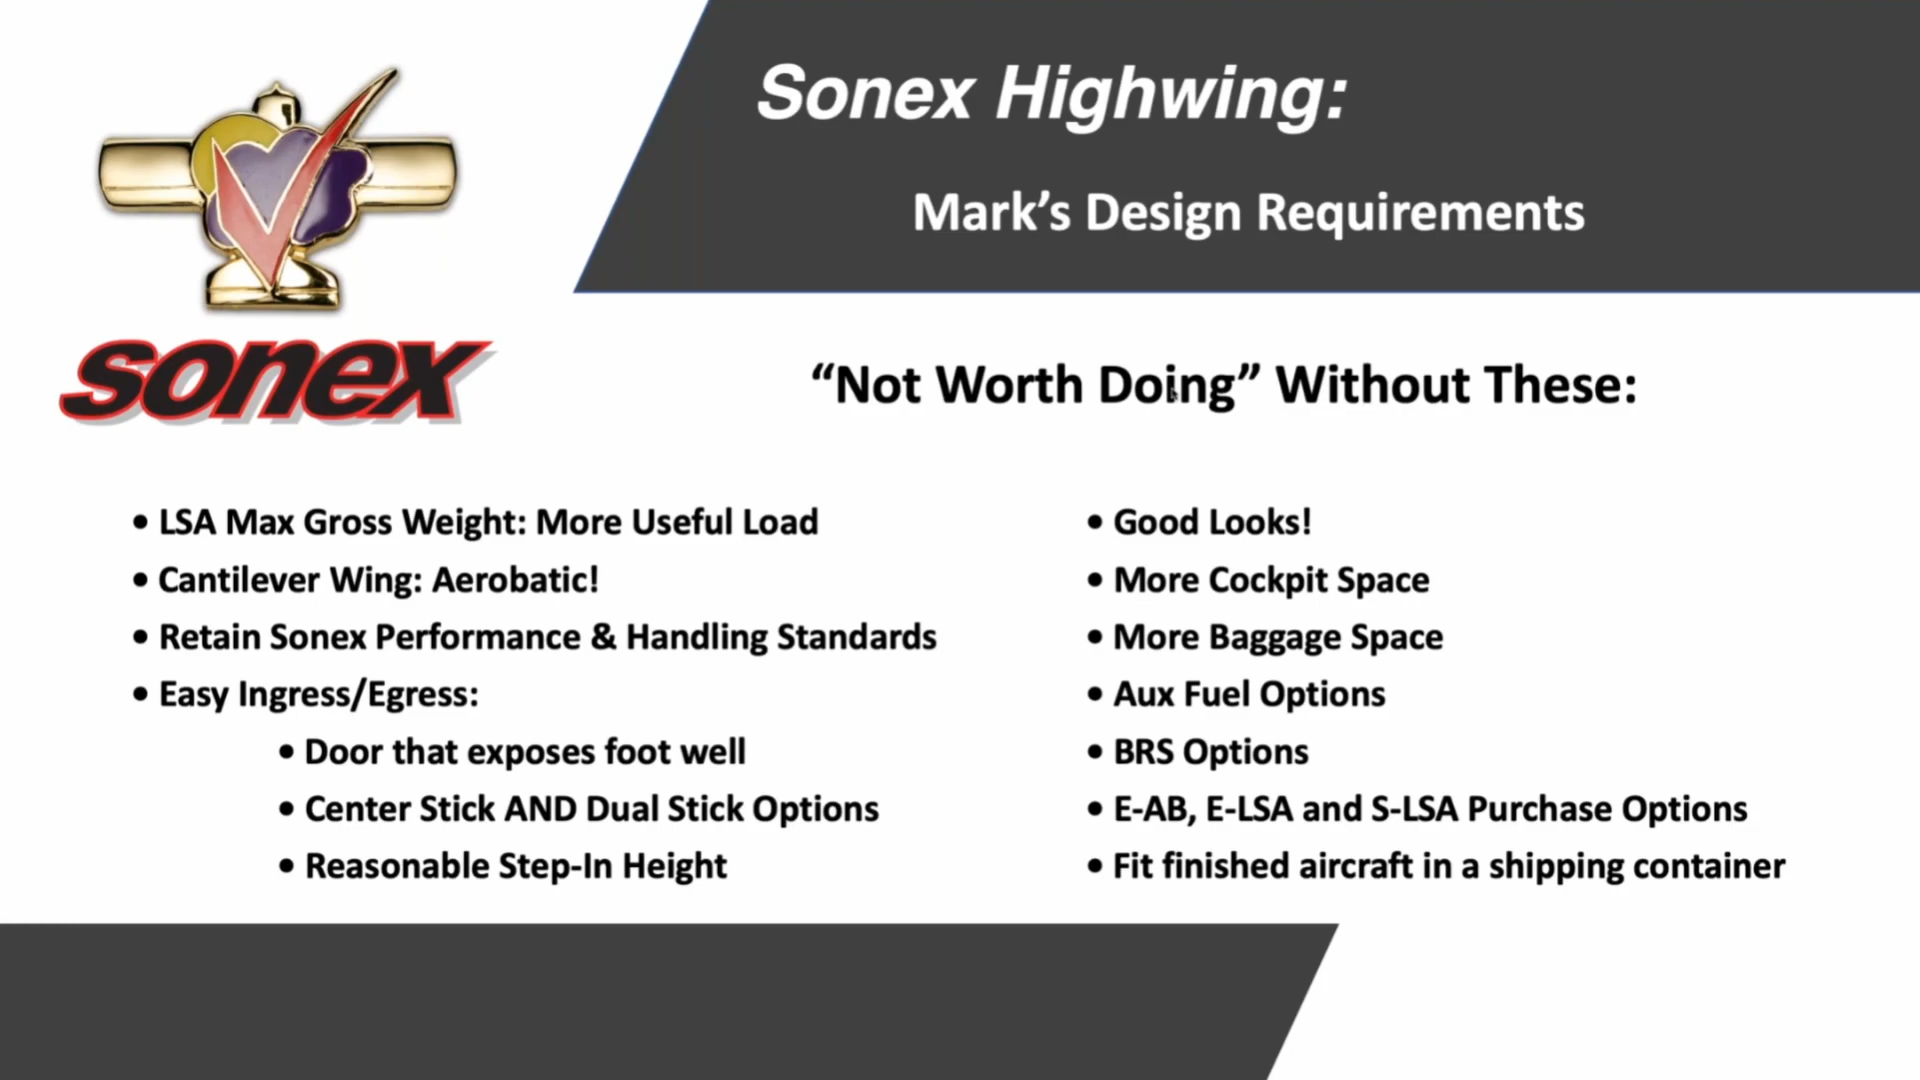 Sonex Highwing:
Mark’s Design Requirements
sonex
“Not Worth Doing” Without These:
• LSA Max Gross Weight: More Useful Load
• Cantilever Wing: Aerobatic!
• Retain Sonex Performance & Handling Standards
• Easy Ingress/Egress:
• Door that exposes foot well
• Center Stick AND Dual Stick Options
• Reasonable Step-In Height
• Good Looks!
• More Cockpit Space
• More Baggage Space
• Aux Fuel Options
• BRS Options
• E-AB, E-LSA and S-LSA Purchase Options
• Fit finished aircraft in a shipping container